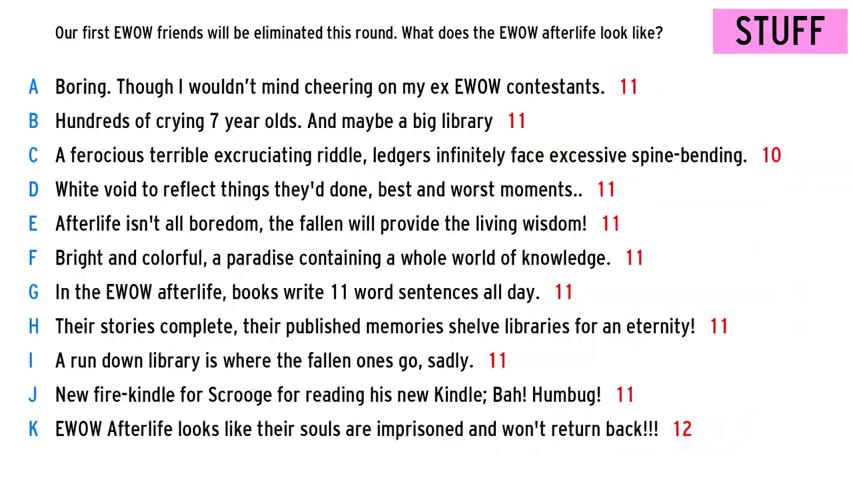 Our first EWOW friends will be eliminated this round. What does the EWOW afterlife look like?
STUFF
A Boring. Though I wouldn't mind cheering on my ex EWOW contestants. 11
B Hundreds of crying 7 year olds. And maybe a big library 11
C A ferocious terrible excruciating riddle, ledgers infinitely face excessive spine-bending. 10
D White void to reflect things they'd done, best and worst moments.. 11
E Afterlife isn't all boredom, the fallen will provide the living wisdom! 11
F Bright and colorful, a paradise containing a whole world of knowledge. 11
G In the EWOW afterlife, books write 11 word sentences all day. 11
H Their stories complete, their published memories shelve libraries for an eternity! 11
I A run down library is where the fallen ones go, sadly. 11
J New fire-kindle for Scrooge for reading his new Kindle; Bah! Humbug! 11
K EWOW Afterlife looks like their souls are imprisoned and won't return back!!! 12